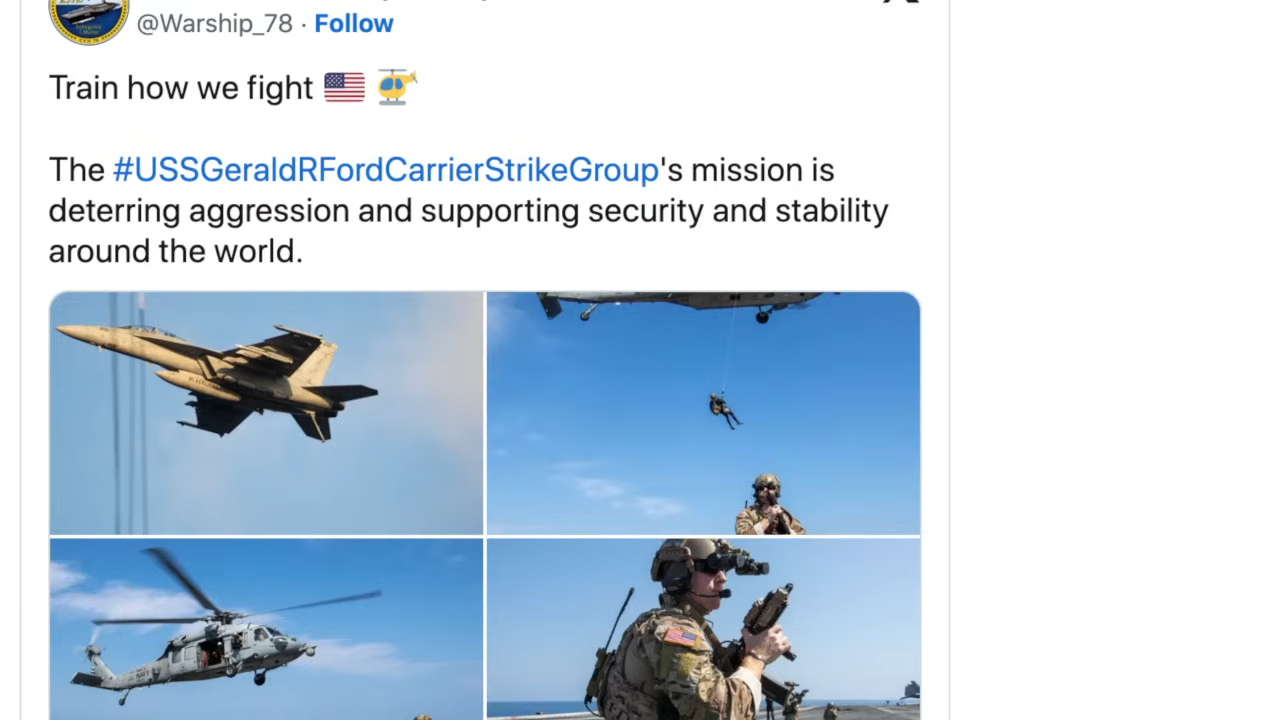 @Warship_78 · Follow
Train how we fight 🇺🇸 🚁
The #USSGeraldRFordCarrierStrikeGroup's mission is
deterring aggression and supporting security and stability
around the world.
NAVY